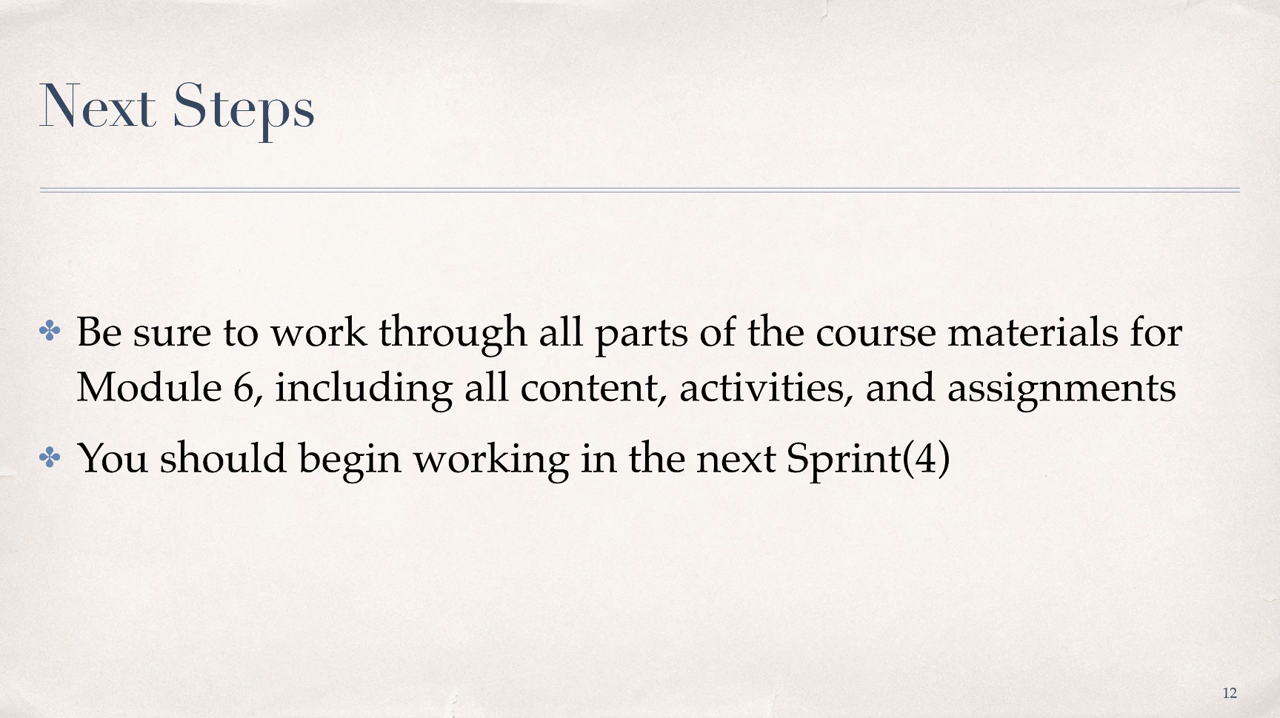 Next Steps
Be sure to work through all parts of the course materials for
Module 6, including all content, activities, and assignments
You should begin working in the next Sprint(4)
12